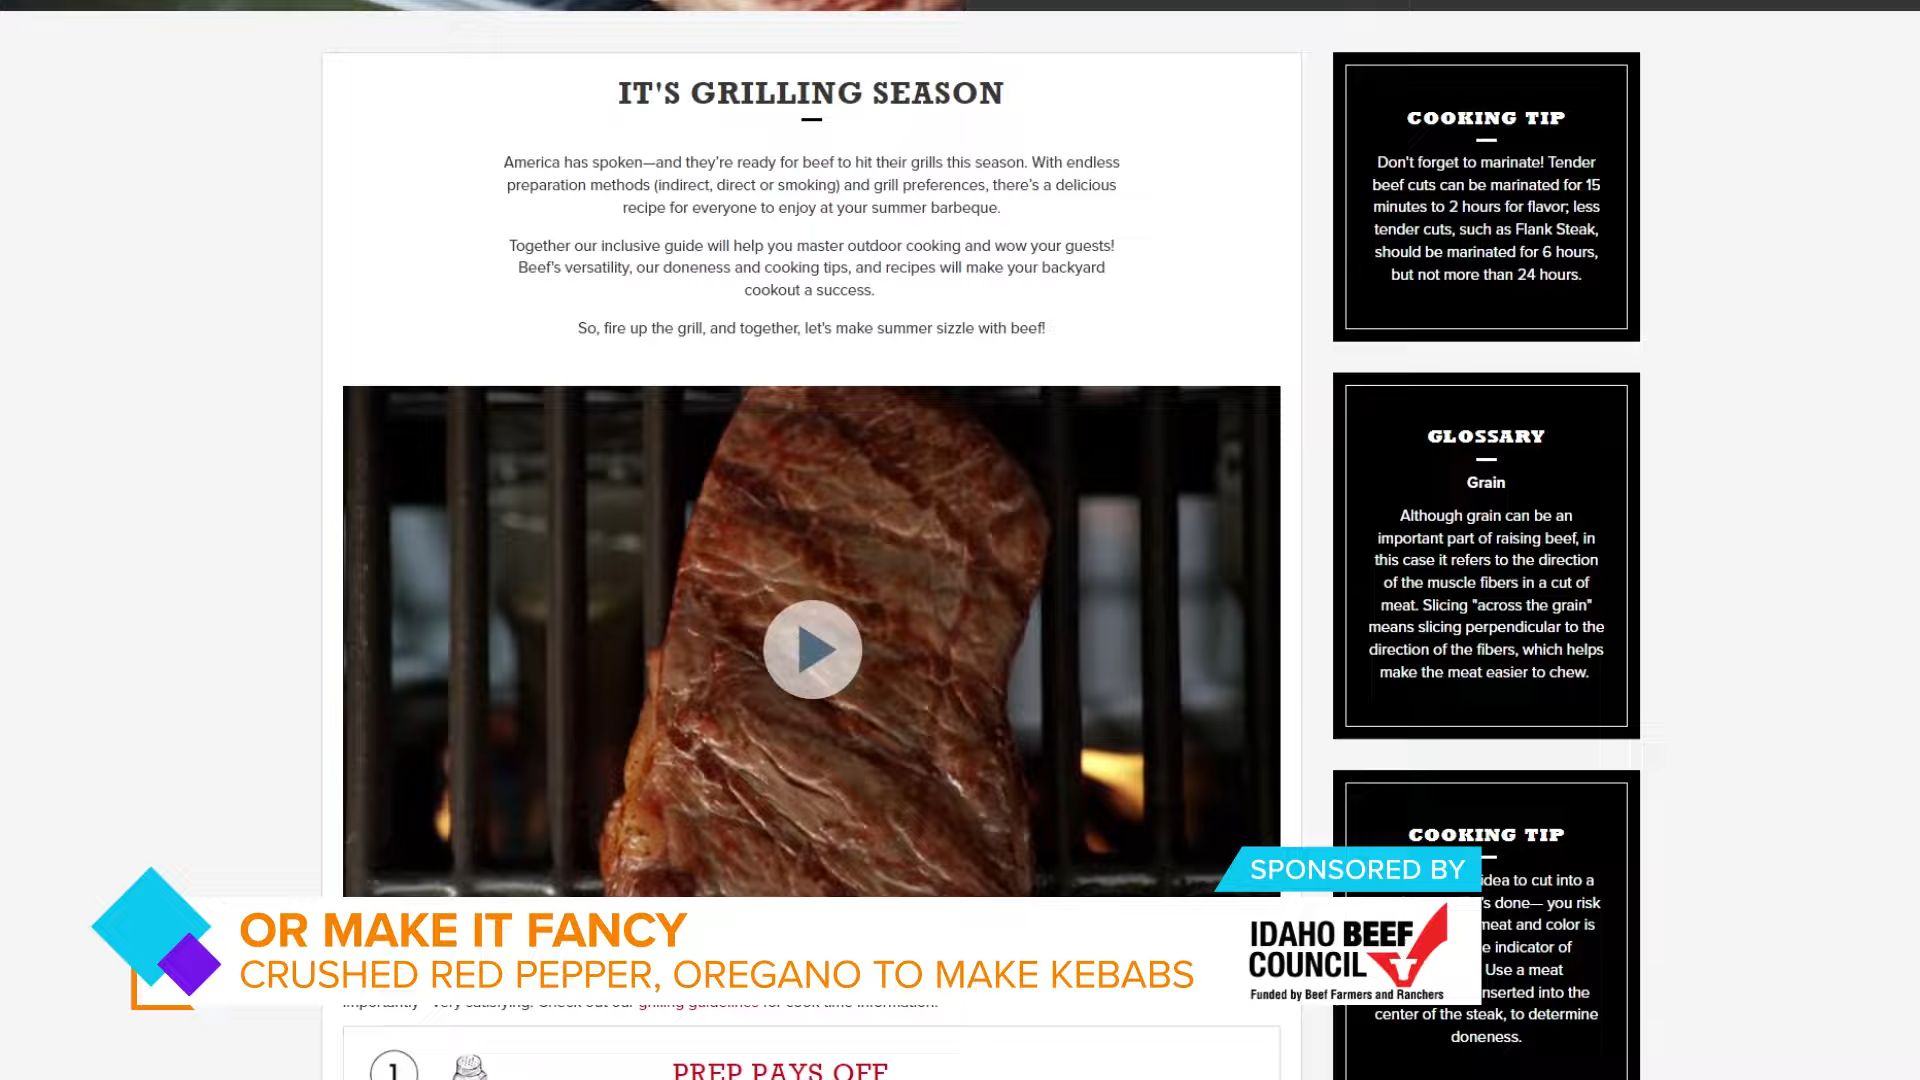 IT'S GRILLING SEASON
America has spoken—and they're ready for beef to hit their grills this season. With endless
preparation methods (indirect, direct or smoking) and grill preferences, there's a delicious
recipe for everyone to enjoy at your summer barbeque.
Together our inclusive guide will help you master outdoor cooking and wow your guests!
Beef's versatility, our doneness and cooking tips, and recipes will make your backyard
cookout a success.
So, fire up the grill, and together, let's make summer sizzle with beef!
COOKING TIP
Don't forget to marinate! Tender
beef cuts can be marinated for 15
minutes to 2 hours for flavor; less
tender cuts, such as Flank Steak,
should be marinated for 6 hours,
but not more than 24 hours.
GLOSSARY
Grain
Although grain can be an
important part of raising beef, in
this case it refers to the direction
of the muscle fibers in a cut of
meat. Slicing "across the grain"
means slicing perpendicular to the
direction of the fibers, which helps
make the meat easier to chew.
COOKING TIP
idea to cut into a
's done— you risk
meat and color is
indicator of
Use a meat
inserted into the
center of the steak, to determine
doneness.
SPONSORED BY
IDAHO BEEF
COUNCIL
Funded by Beef Farmers and Ranchers
OR MAKE IT FANCY
CRUSHED RED PEPPER, OREGANO TO MAKE KEBABS
grilling guidelines for cook time information.
1
PREP PAYS OFF